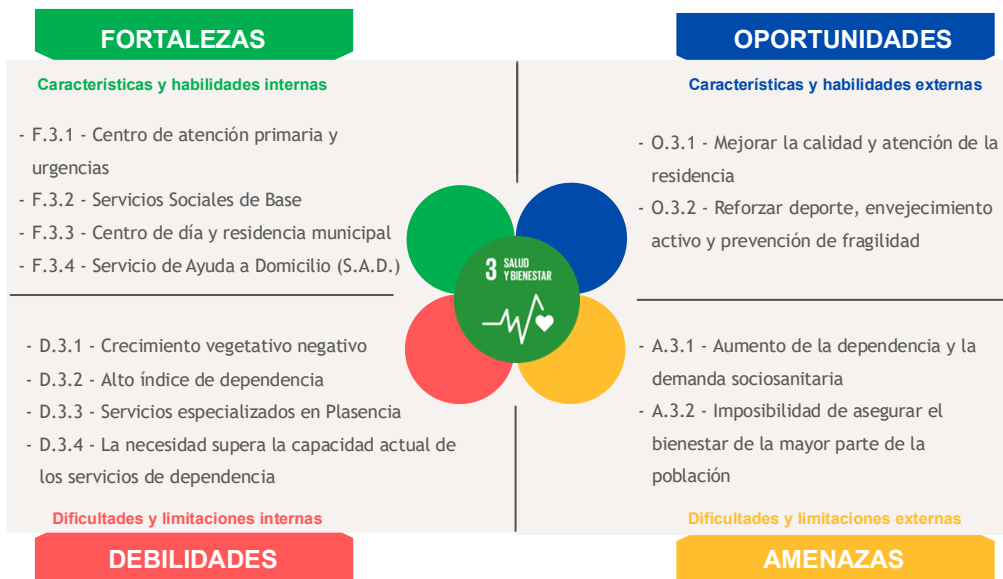 FORTALEZAS
Características y habilidades internas
- F.3.1 - Centro de atención primaria y
urgencias
- F.3.2 - Servicios Sociales de Base
- F.3.3 - Centro de día y residencia municipal
- F.3.4 - Servicio de Ayuda a Domicilio (S.A.D.)
OPORTUNIDADES
Características y habilidades externas
- O.3.1 - Mejorar la calidad y atención de la
residencia
- O.3.2 - Reforzar deporte, envejecimiento
activo y prevención de fragilidad
3 SALUD
Y BIENESTAR
- D.3.1 - Crecimiento vegetativo negativo
- D.3.2 - Alto índice de dependencia
- D.3.3 - Servicios especializados en Plasencia
- D.3.4 - La necesidad supera la capacidad actual de
los servicios de dependencia
Dificultades y limitaciones internas
DEBILIDADES
- A.3.1 - Aumento de la dependencia y la
demanda sociosanitaria
- A.3.2 - Imposibilidad de asegurar el
bienestar de la mayor parte de la
población
Dificultades y limitaciones externas
AMENAZAS